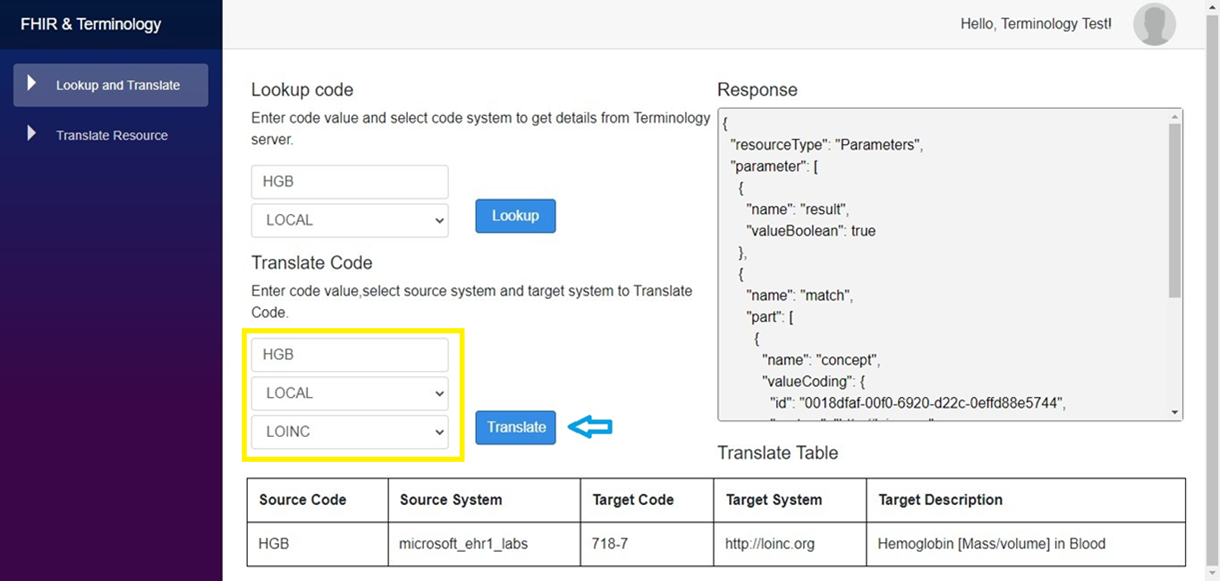 FHIR & Terminology
Hello, Terminology Test!
Lookup and Translate
Translate Resource
Lookup code
Enter code value and select code system to get details from Terminology
server.
HGB
LOCAL
Lookup
Translate Code
Enter code value,select source system and target system to Translate
Code.
HGB
LOCAL
LOINC
Translate
Response
{
"resourceType": "Parameters",
"parameter": [
{
"name": "result",
"valueBoolean": true
},
{
"name": "match",
"part": [
{
"name": "concept",
"valueCoding": {
"id": "0018dfaf-00f0-6920-d22c-0effd88e5744",
Translate Table
Source Code Source System Target Code Target System Target Description
HGB microsoft_ehr1_labs 718-7 http://loinc.org Hemoglobin [Mass/volume] in Blood